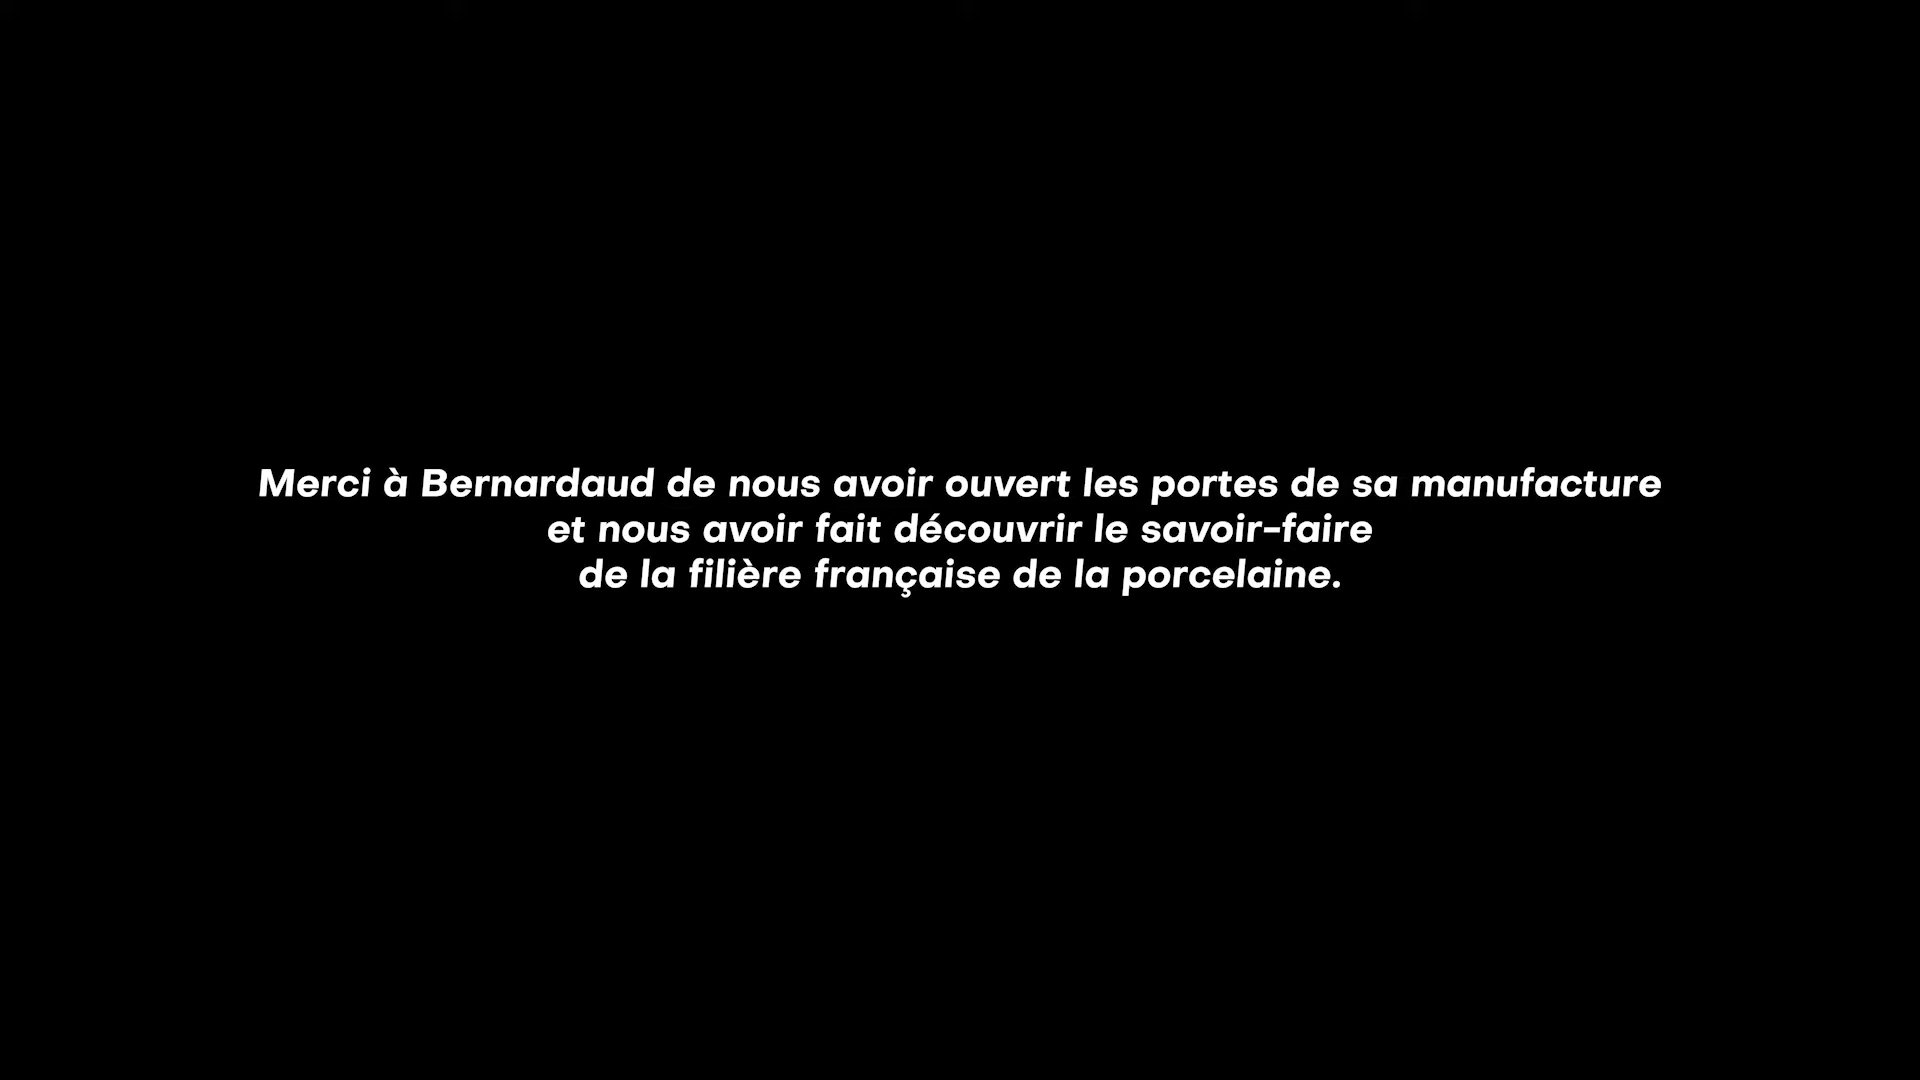 Merci à Bernardaud de nous avoir ouvert les portes de sa manufacture
et nous avoir fait découvrir le savoir-faire
de la filière française de la porcelaine.